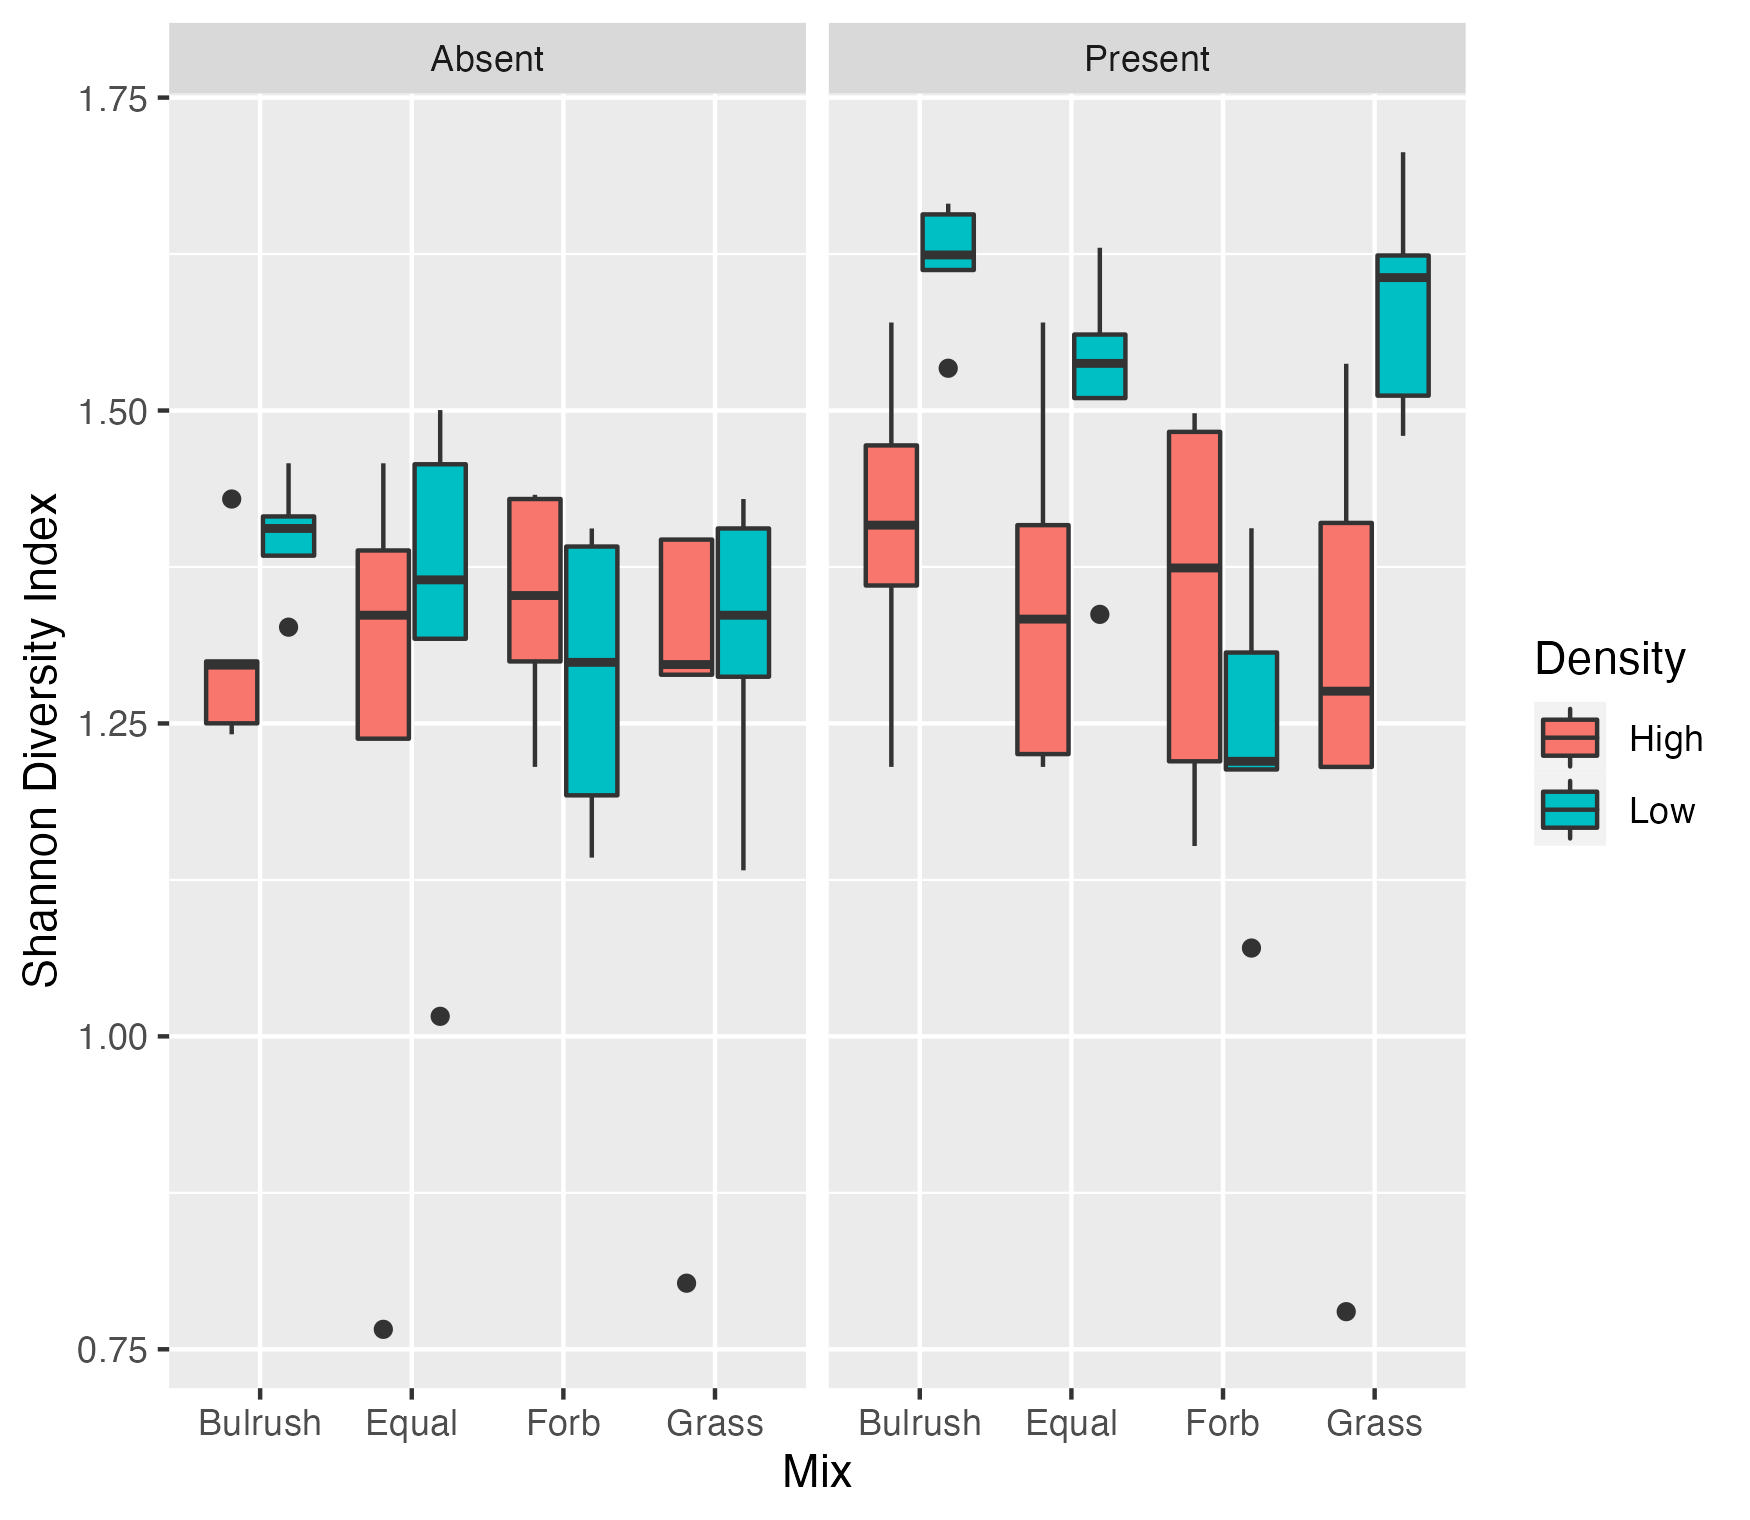 Absent
Present
1.75
1.50
1.25
1.00
0.75
Shannon Diversity Index
Bulrush Equal Forb Grass
Bulrush Equal Forb Grass
Mix
Density
High
Low